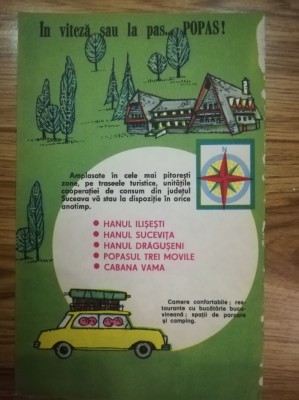 În viteză sau la pas... POPAS!
Amplasate în cele mai pitorești
zone, pe traseele turistice, unitățile
cooperației de consum din județul
Suceava vă stau la dispoziție în orice
anotimp.
N
HANUL ILIȘEȘTI
HANUL SUCEVIȚA
HANUL DRĂGUȘENI
POPASUL TREI MOVILE
CABANA VAMA
Camere confortabile; res-
taurante cu bucătărie buco-
vineană; spații de parcare
și camping.